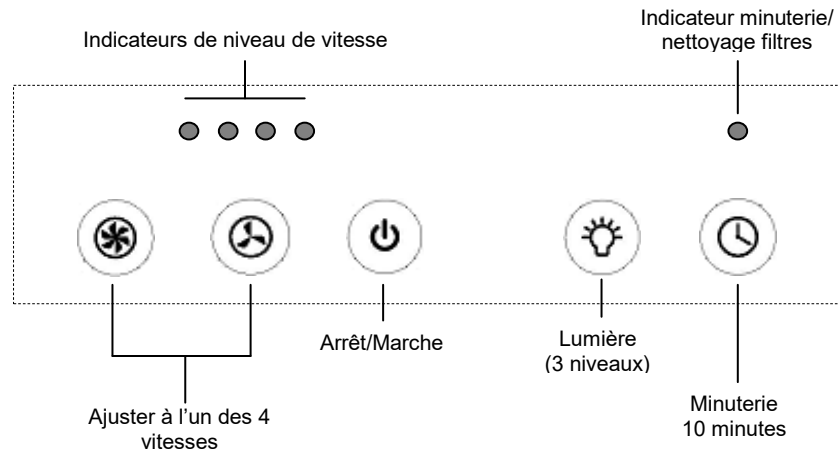 Indicateurs de niveau de vitesse
Indicateur minuterie/
nettoyage filtres
Arrêt/Marche
Lumière
(3 niveaux)
Ajuster à l'un des 4
vitesses
Minuterie
10 minutes